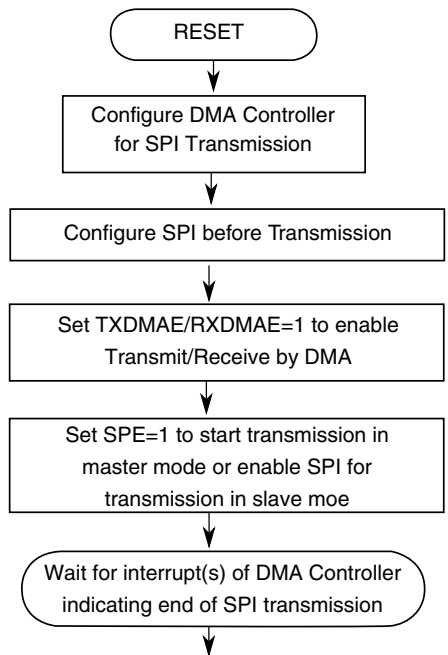 RESET
Configure DMA Controller
for SPI Transmission
Configure SPI before Transmission
Set TXDMAE/RXDMAE=1 to enable
Transmit/Receive by DMA
Set SPE=1 to start transmission in
master mode or enable SPI for
transmission in slave moe
Wait for interrupt(s) of DMA Controller
indicating end of SPI transmission